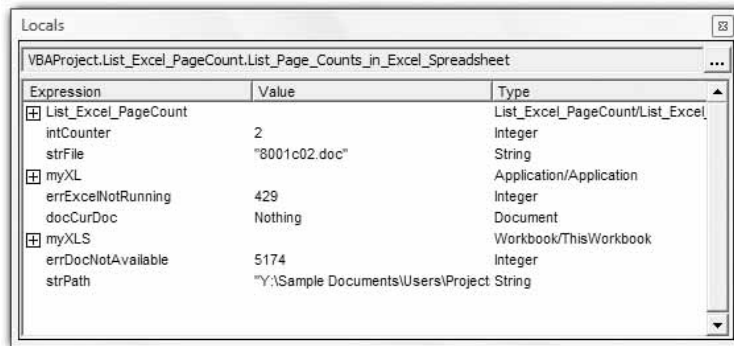 Locals
VBAProject.List_Excel_PageCount.List_Page_Counts_in_Excel_Spreadsheet ...
Expression Value Type
List_Excel_PageCount List_Excel_PageCount/List_Excel_
intCounter 2 Integer
strFile "8001c02.doc" String
myXL Application/Application
errExcelNotRunning 429 Integer
docCurDoc Nothing Document
myXLS Workbook/ThisWorkbook
errDocNotAvailable 5174 Integer
strPath "Y:\Sample Documents\Users\Project String